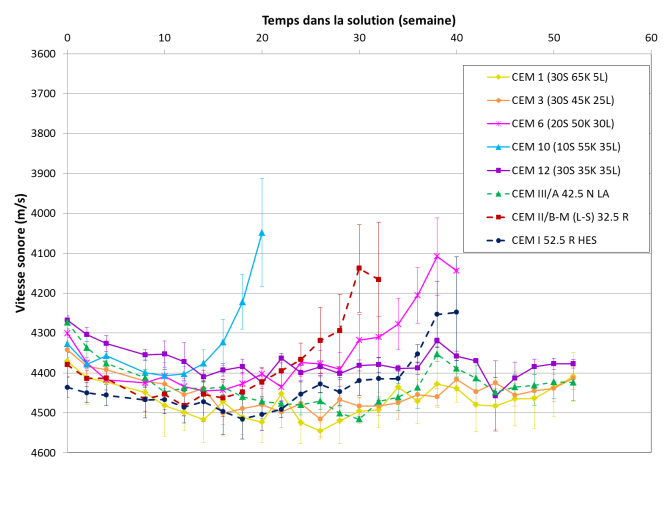 Temps dans la solution (semaine)
0 10 20 30 40 50 60
3600
3700
3800
3900
4000
4100
4200
4300
4400
4500
4600
Vitesse sonore (m/s)
CEM 1 (30S 65K 5L)
CEM 3 (30S 45K 25L)
CEM 6 (20S 50K 30L)
CEM 10 (10S 55K 35L)
CEM 12 (30S 35K 35L)
CEM III/A 42.5 N LA
CEM II/B-M (L-S) 32.5 R
CEM I 52.5 R HES